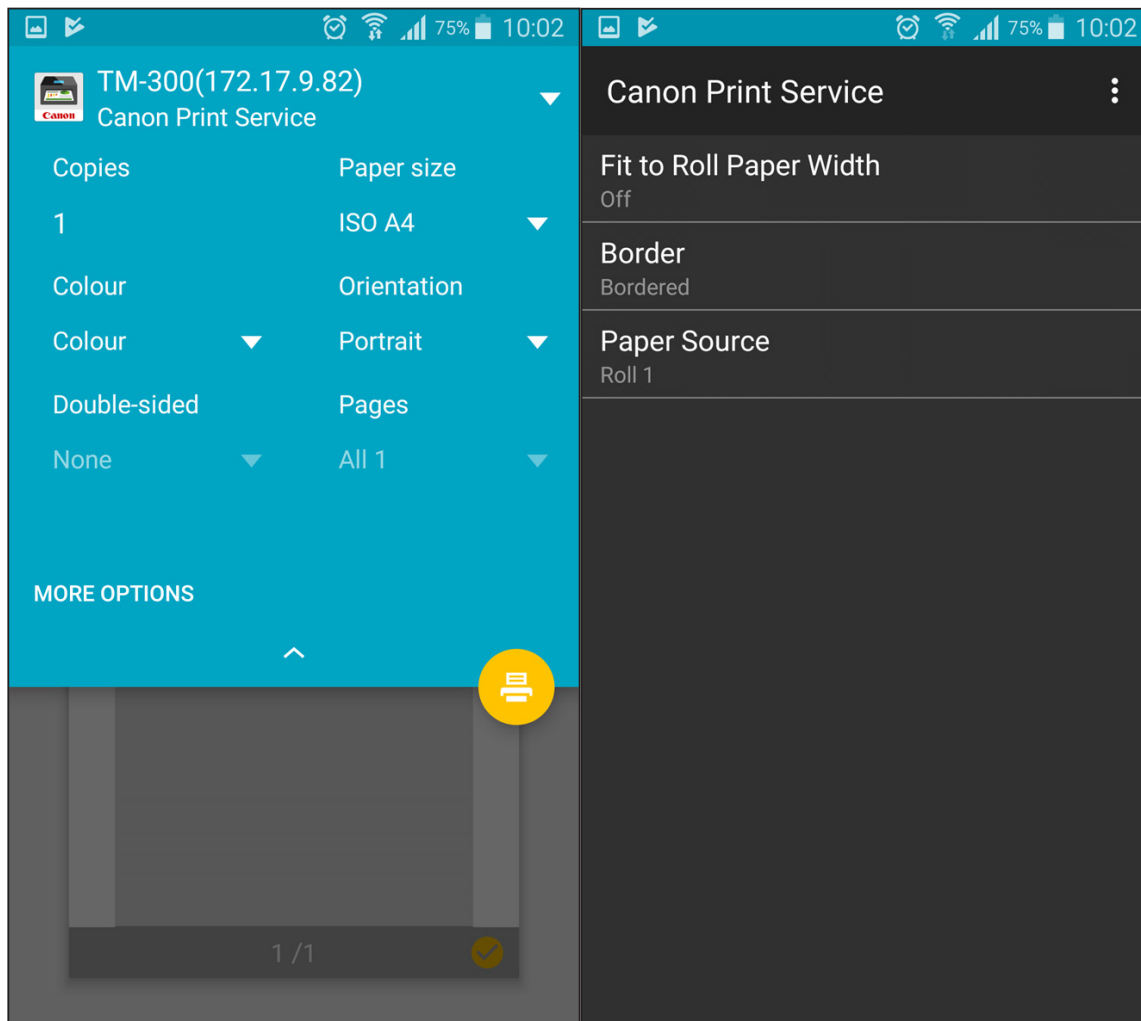 75% 10:02
TM-300(172.17.9.82)
Canon
Canon Print Service
Copies Paper size
1 ISO A4
Colour Orientation
Colour Portrait
Double-sided Pages
None All 1
MORE OPTIONS
1 /1
75% 10:02
Canon Print Service
Fit to Roll Paper Width
Off
Border
Bordered
Paper Source
Roll 1